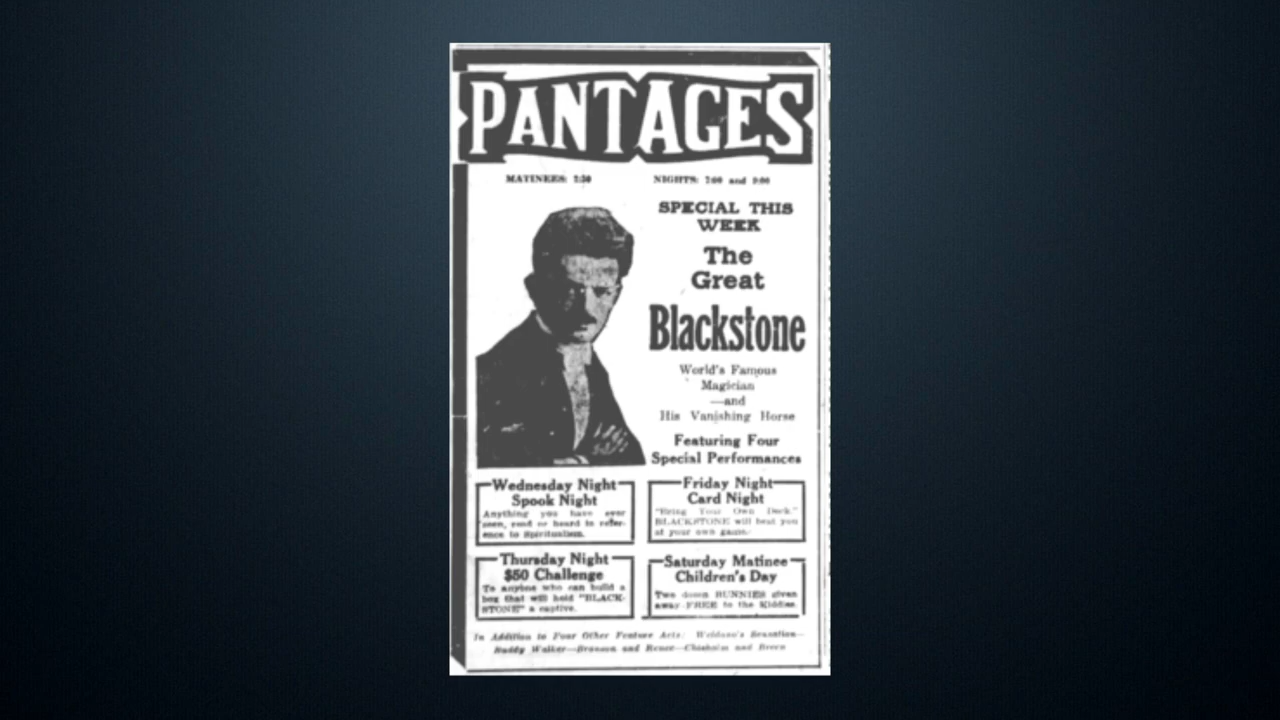 PANTAGES
MATINEES: 2:30 NIGHTS: 7:00 and 9:00
SPECIAL THIS
WEEK
The
Great
Blackstone
World's Famous
Magician
—and
His Vanishing Horse
Featuring Four
Special Performances
Wednesday Night
Spook Night
Anything you have ever
seen, read or heard in refer-
ence to Spiritualism.
Friday Night
Card Night
"Bring Your Own Deck."
BLACKSTONE will beat you
at your own game.
Thursday Night
$50 Challenge
To anyone who can build a
box that will hold "BLACK-
STONE" a captive.
Saturday Matinee
Children's Day
Two dozen BUNNIES given
away FREE to the Kiddies.
In Addition to Four Other Feature Acts: Sensation—
Buddy Walker—Branson and Renee—Chisholm and Breen